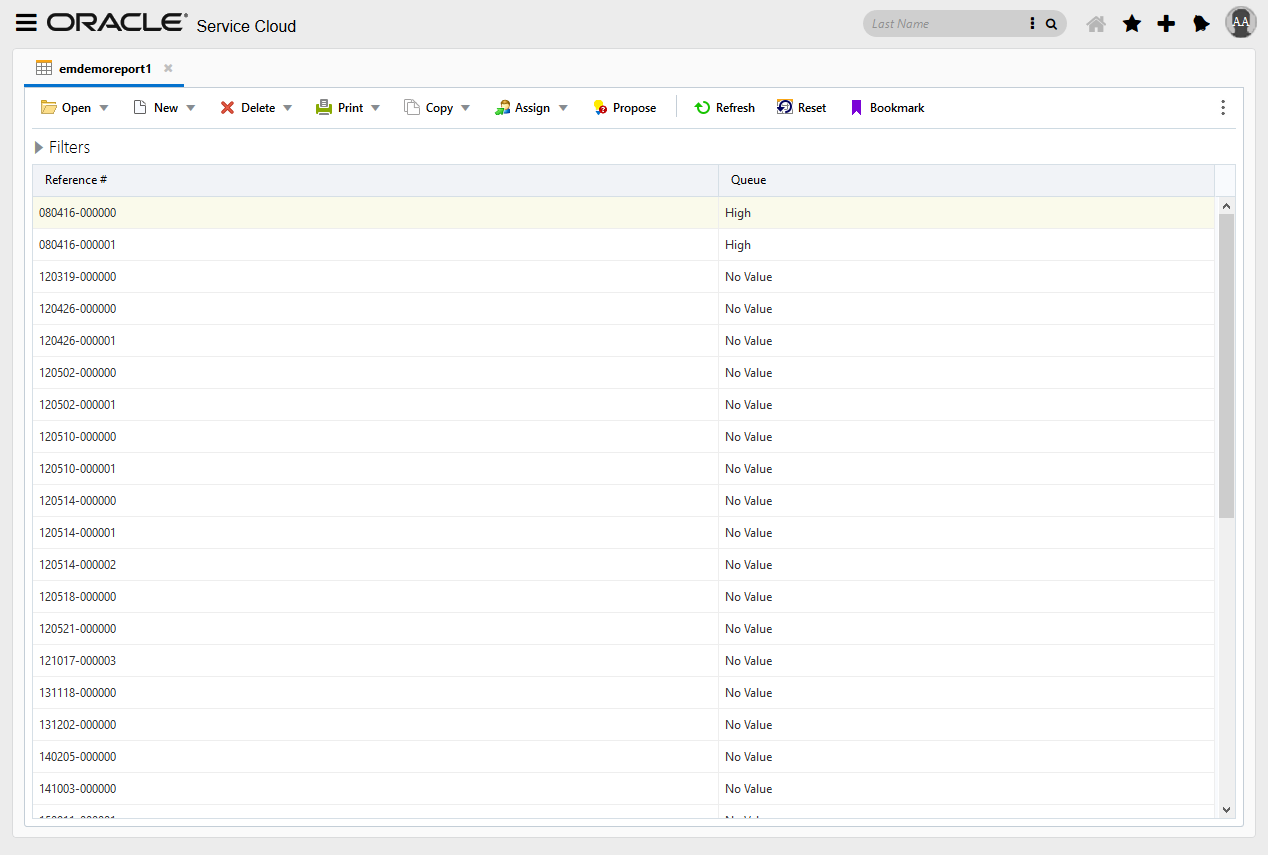 ORACLE® Service Cloud
Last Name
AA
emdemoreport1
Open New Delete Print Copy Assign Propose Refresh Reset Bookmark
Filters
Reference # Queue
080416-000000 High
080416-000001 High
120319-000000 No Value
120426-000000 No Value
120426-000001 No Value
120502-000000 No Value
120502-000001 No Value
120510-000000 No Value
120510-000001 No Value
120514-000000 No Value
120514-000001 No Value
120514-000002 No Value
120518-000000 No Value
120521-000000 No Value
121017-000003 No Value
131118-000000 No Value
131202-000000 No Value
140205-000000 No Value
141003-000000 No Value